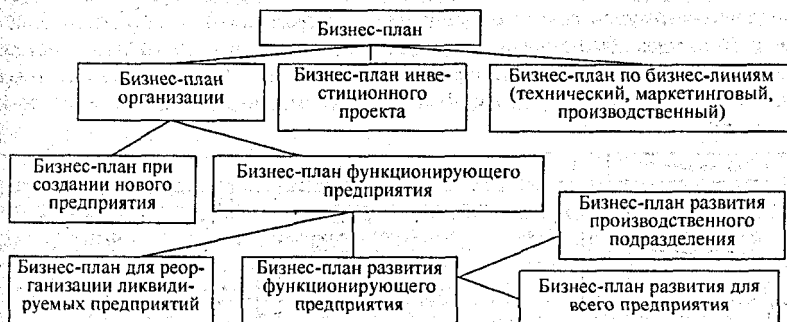 Бизнес-план
Бизнес-план
организации
Бизнес-план инве-
стиционного
проекта
Бизнес-план по бизнес-линиям
(технический, маркетинговый,
производственный)
Бизнес-план при
создании нового
предприятия
Бизнес-план функционирующего
предприятия
Бизнес-план развития
производственного
подразделения
Бизнес-план для реор-
ганизации ликвиди-
руемых предприятий
Бизнес-план развития
функционирующего
предприятия
Бизнес-план развития для
всего предприятия